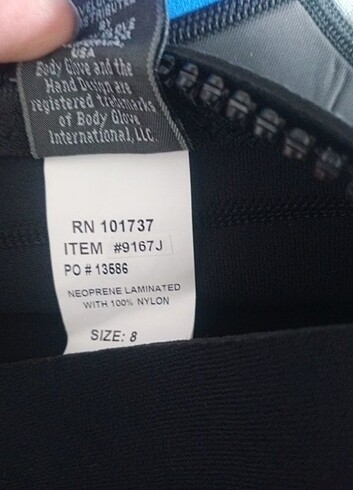 USA
Body Glove and the
Hand Design are
registered trademarks
of Body Glove
International, LLC.
RN 101737
ITEM #9167J
PO # 13586
NEOPRENE LAMINATED
WITH 100% NYLON
SIZE: 8